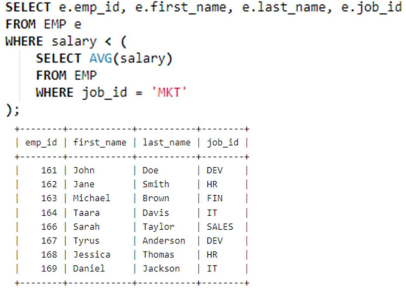 SELECT e.emp_id, e.first_name, e.last_name, e.job_id
FROM EMP e
WHERE salary < (
    SELECT AVG(salary)
    FROM EMP
    WHERE job_id = 'MKT'
);
+--------+------------+-----------+--------+
| emp_id | first_name | last_name | job_id |
+--------+------------+-----------+--------+
|    161 | John       | Doe       | DEV    |
|    162 | Jane       | Smith     | HR     |
|    163 | Michael    | Brown     | FIN    |
|    164 | Taara      | Davis     | IT     |
|    166 | Sarah      | Taylor    | SALES  |
|    167 | Tyrus      | Anderson  | DEV    |
|    168 | Jessica    | Thomas    | HR     |
|    169 | Daniel     | Jackson   | IT     |
+--------+------------+-----------+--------+